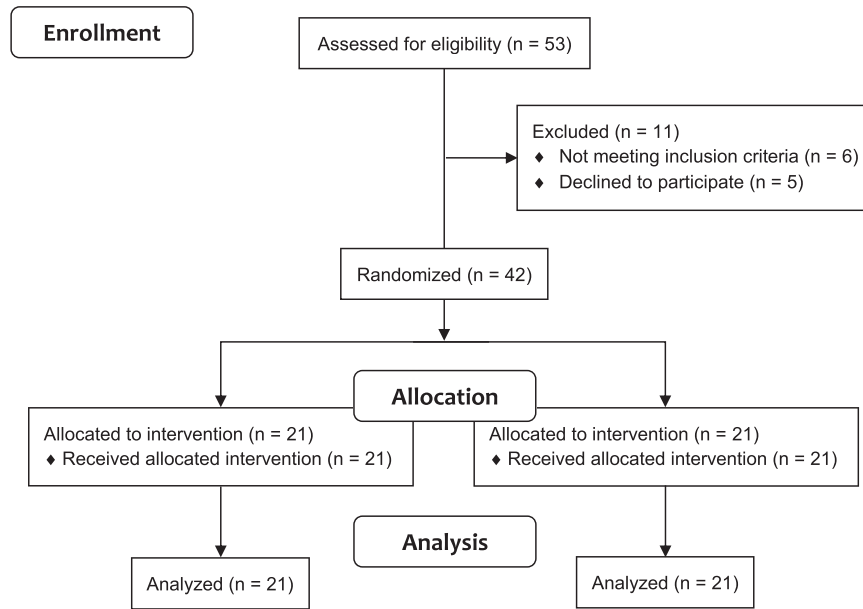 Enrollment
Assessed for eligibility (n = 53)
Excluded (n = 11)
♦ Not meeting inclusion criteria (n = 6)
♦ Declined to participate (n = 5)
Randomized (n = 42)
Allocation
Allocated to intervention (n = 21)
♦ Received allocated intervention (n = 21)
Allocated to intervention (n = 21)
♦ Received allocated intervention (n = 21)
Analysis
Analyzed (n = 21)
Analyzed (n = 21)